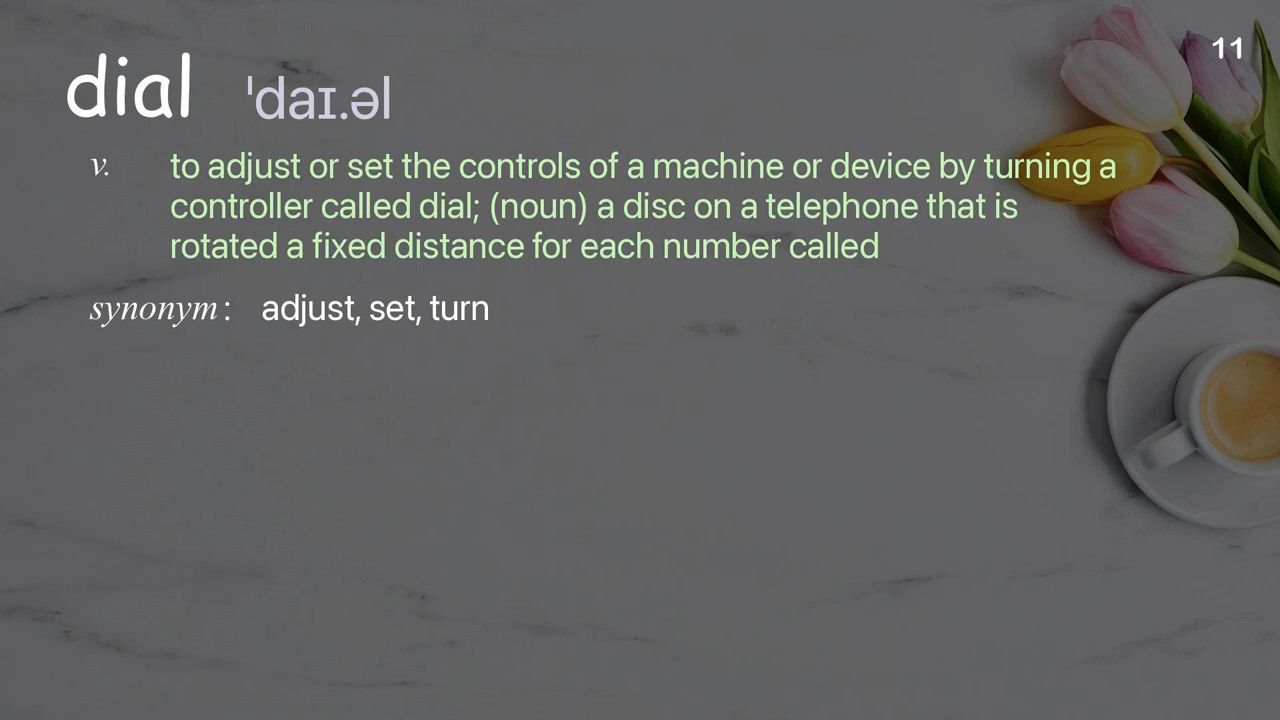 11
dial ˈdaɪ.əl
v. to adjust or set the controls of a machine or device by turning a
controller called dial; (noun) a disc on a telephone that is
rotated a fixed distance for each number called
synonym: adjust, set, turn